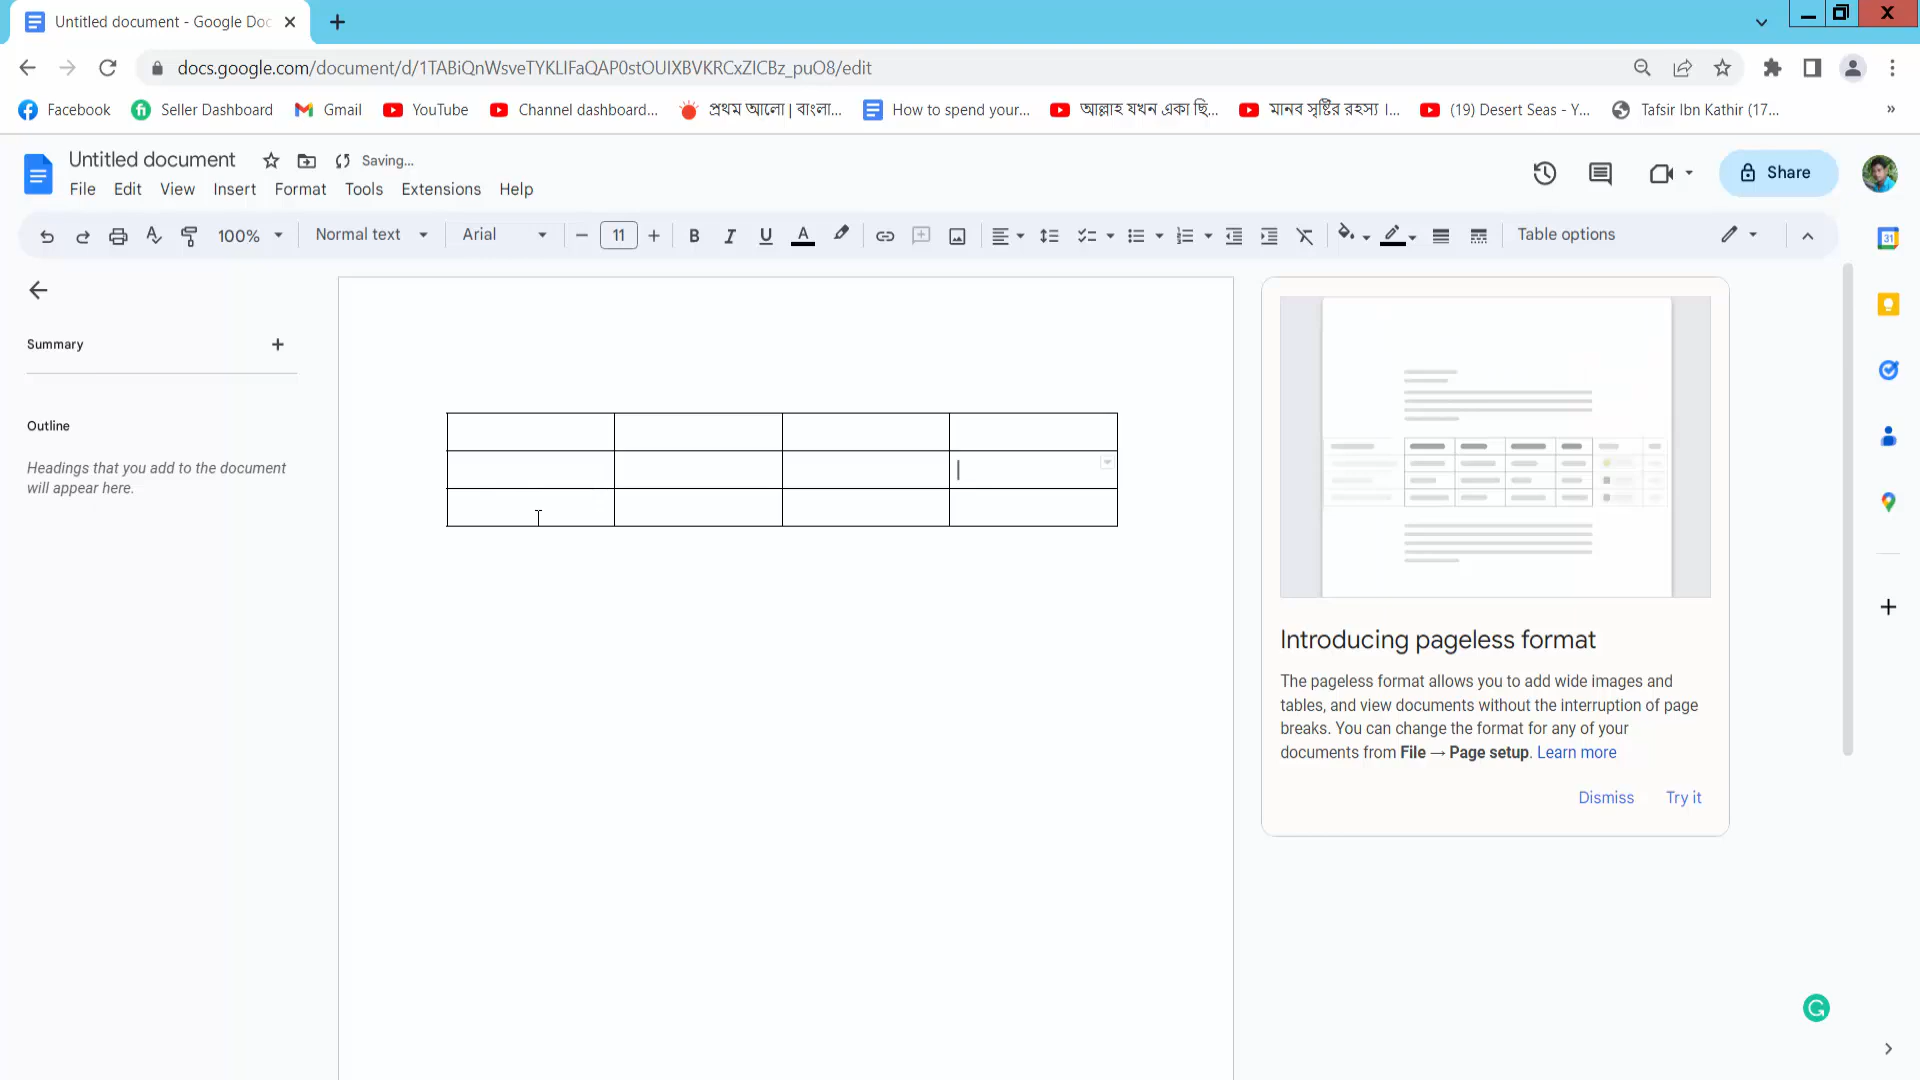 Untitled document - Google Doc
docs.google.com/document/d/1TABiQnWsveTYKLIFaQAP0stOUIXBVKRCxZICBz_puO8/edit
Facebook Seller Dashboard Gmail YouTube Channel dashboard... প্রথম আলো | বাংলা... How to spend your... আল্লাহ যখন একা ছি... মানব সৃষ্টির রহস্য I... (19) Desert Seas - Y... Tafsir Ibn Kathir (17... »
Untitled document Saving...
File Edit View Insert Format Tools Extensions Help
Share
100% Normal text Arial 11 B I U A Table options
31
Summary
Outline
Headings that you add to the document
will appear here.
Introducing pageless format
The pageless format allows you to add wide images and
tables, and view documents without the interruption of page
breaks. You can change the format for any of your
documents from File → Page setup. Learn more
Dismiss Try it